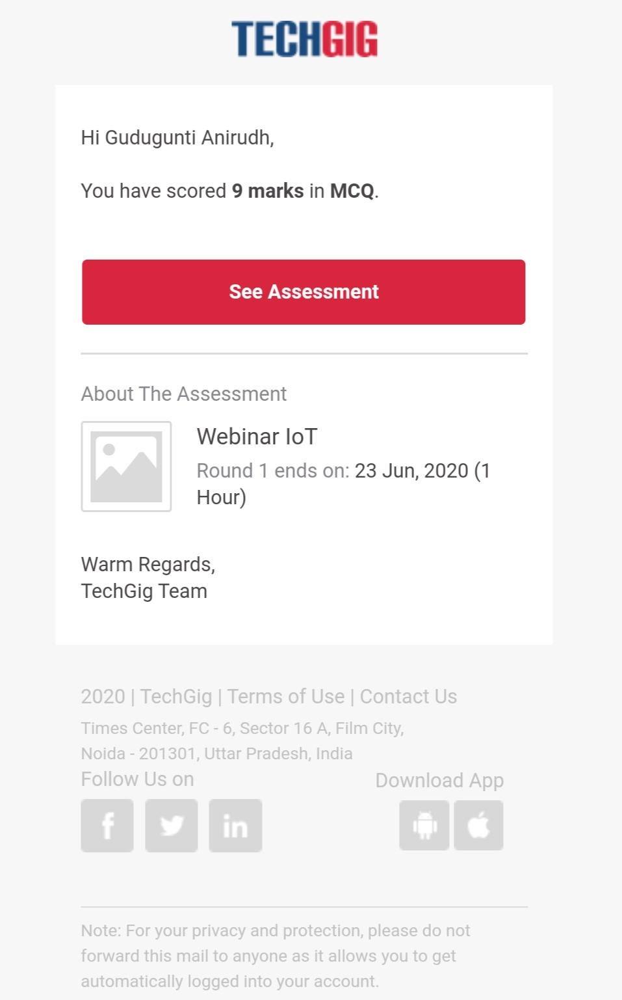 TECHGIG
Hi Gudugunti Anirudh,
You have scored 9 marks in MCQ.
See Assessment
About The Assessment
Webinar IoT
Round 1 ends on: 23 Jun, 2020 (1
Hour)
Warm Regards,
TechGig Team
2020 | TechGig | Terms of Use | Contact Us
Times Center, FC - 6, Sector 16 A, Film City,
Noida - 201301, Uttar Pradesh, India
Follow Us on
Download App
f
in
Note: For your privacy and protection, please do not
forward this mail to anyone as it allows you to get
automatically logged into your account.